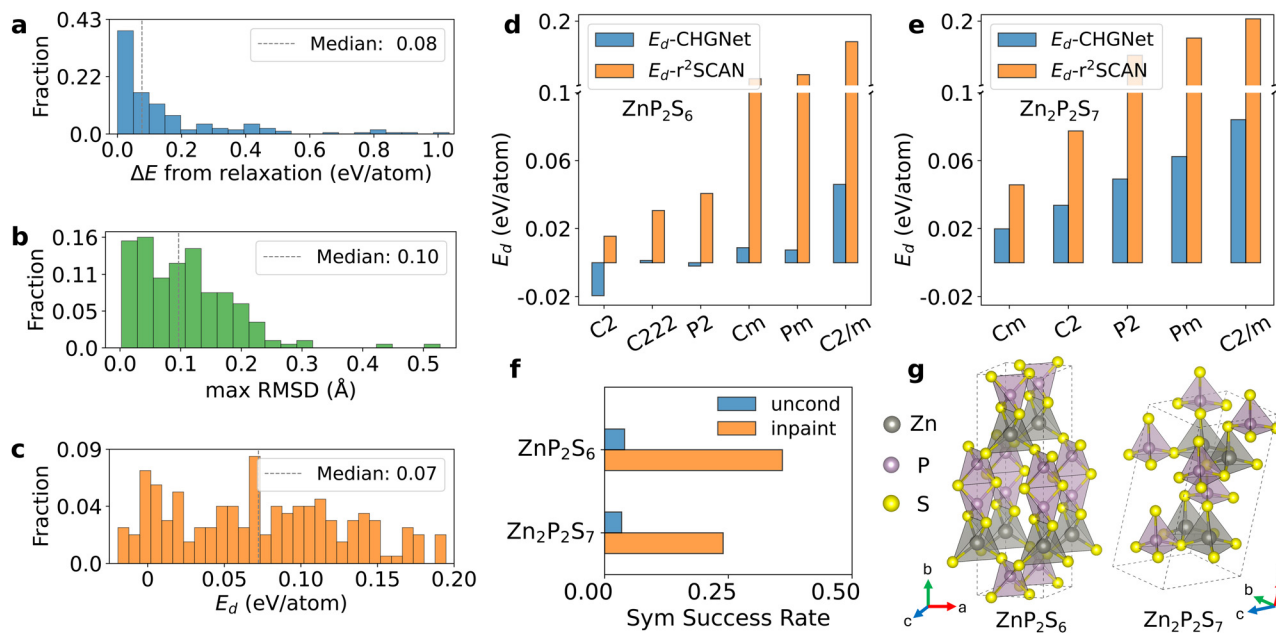 a
0.43
0.22
0.0
Fraction
Median: 0.08
0.0 0.2 0.4 0.6 0.8 1.0
ΔE from relaxation (eV/atom)
b
0.16
0.11
0.05
0.0
Fraction
Median: 0.10
0.0 0.1 0.2 0.3 0.4 0.5
max RMSD (Å)
c
0.09
0.04
0.0
Fraction
Median: 0.07
0 0.05 0.10 0.15 0.20
E_d (eV/atom)
d
0.2
0.1
0.06
0.02
-0.02
E_d (eV/atom)
E_d-CHGNet
E_d-r²SCAN
ZnP₂S₆
C2 C222 P2 Cm Pm C2/m
e
0.2
0.1
0.06
0.02
-0.02
E_d (eV/atom)
E_d-CHGNet
E_d-r²SCAN
Zn₂P₂S₇
Cm C2 P2 Pm C2/m
f
uncond
inpaint
ZnP₂S₆
Zn₂P₂S₇
0.00 0.25 0.50
Sym Success Rate
g
Zn
P
S
b
a
c
ZnP₂S₆
b
c
Zn₂P₂S₇